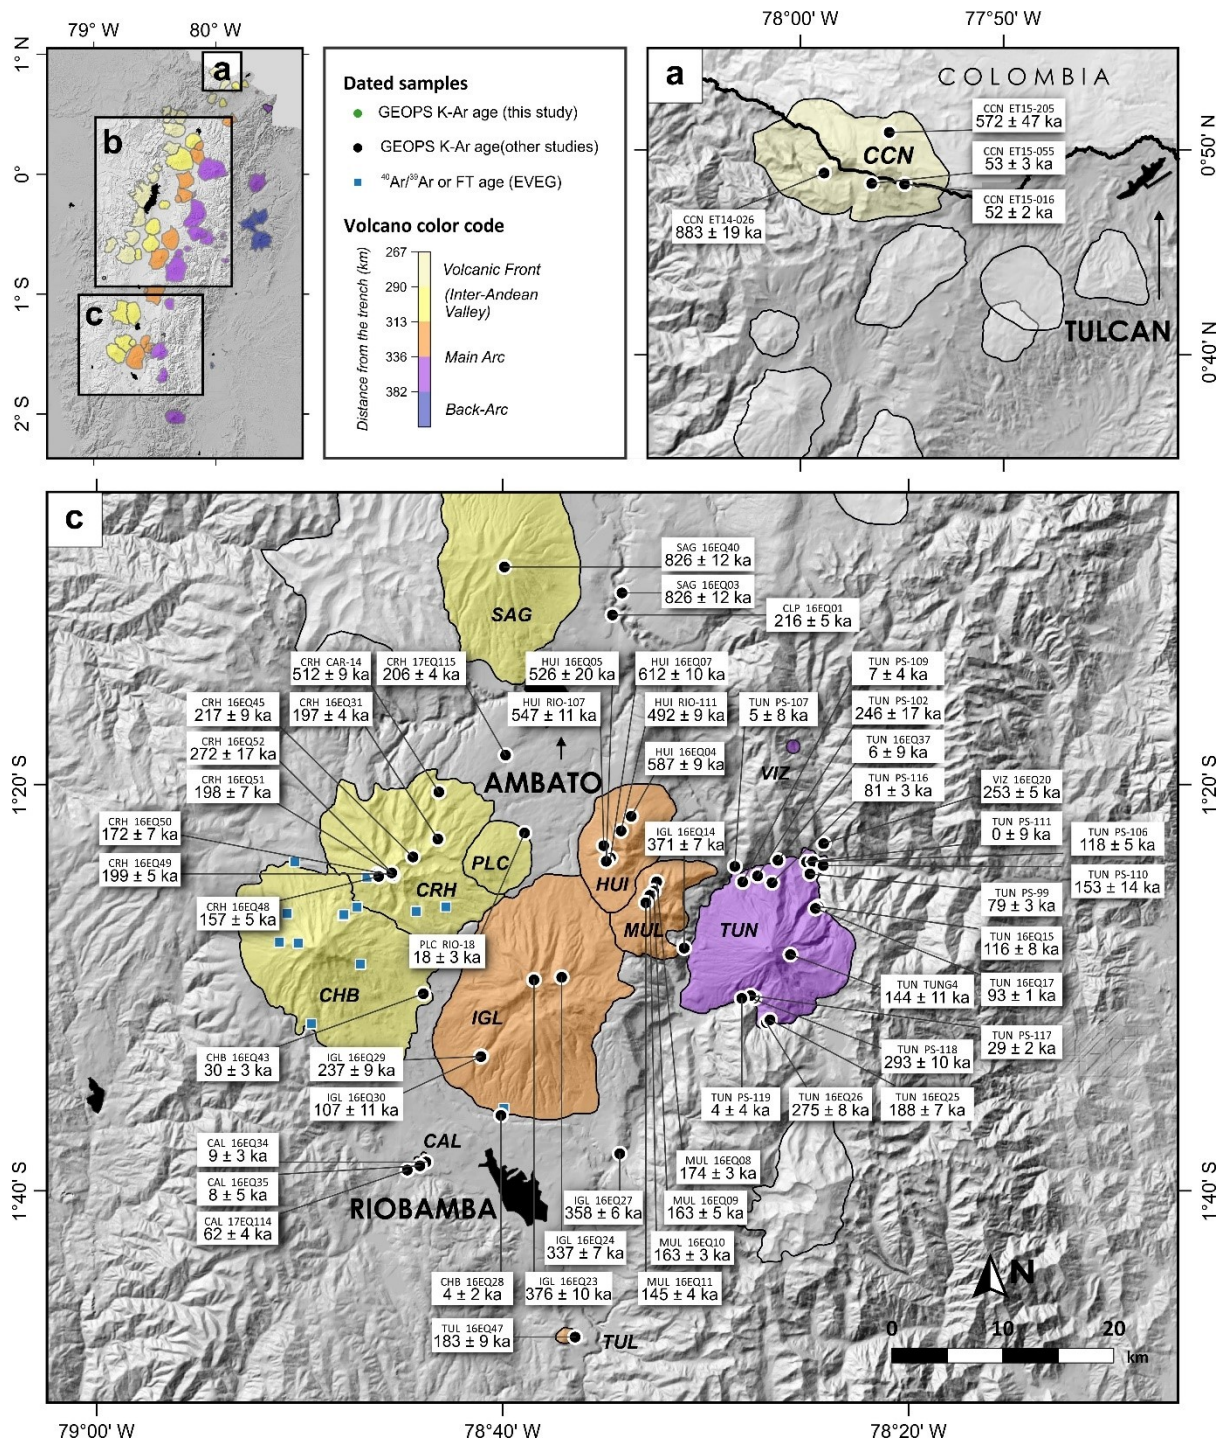 79° W
80° W
1° N
0°
1° S
2° S
a
b
c
Dated samples
GEOPS K-Ar age (this study)
GEOPS K-Ar age(other studies)
⁴⁰Ar/³⁹Ar or FT age (EVEG)
Volcano color code
Distance from the trench (km)
267
290
313
336
382
Volcanic Front
(Inter-Andean
Valley)
Main Arc
Back-Arc
78°00' W
77°50' W
a
COLOMBIA
CCN ET15-205
572 ± 47 ka
CCN ET15-055
53 ± 3 ka
CCN ET15-016
52 ± 2 ka
CCN ET14-026
883 ± 19 ka
CCN
TULCAN
0°50' N
0°40' N
c
SAG 16EQ40
826 ± 12 ka
SAG 16EQ03
826 ± 12 ka
CLP 16EQ01
216 ± 5 ka
SAG
CRH CAR-14
512 ± 9 ka
CRH 17EQ115
206 ± 4 ka
HUI 16EQ05
526 ± 20 ka
HUI 16EQ07
612 ± 10 ka
TUN PS-109
7 ± 4 ka
CRH 16EQ45
217 ± 9 ka
CRH 16EQ31
197 ± 4 ka
HUI RIO-107
547 ± 11 ka
HUI RIO-111
492 ± 9 ka
TUN PS-107
5 ± 8 ka
TUN PS-102
246 ± 17 ka
CRH 16EQ52
272 ± 17 ka
HUI 16EQ04
587 ± 9 ka
TUN 16EQ37
6 ± 9 ka
CRH 16EQ51
198 ± 7 ka
AMBATO
VIZ
TUN PS-116
81 ± 3 ka
VIZ 16EQ20
253 ± 5 ka
CRH 16EQ50
172 ± 7 ka
IGL 16EQ14
371 ± 7 ka
TUN PS-111
0 ± 9 ka
TUN PS-106
118 ± 5 ka
CRH 16EQ49
199 ± 5 ka
TUN PS-110
153 ± 14 ka
CRH 16EQ48
157 ± 5 ka
TUN PS-99
79 ± 3 ka
PLC
CRH
HUI
MUL
TUN
PLC RIO-18
18 ± 3 ka
TUN 16EQ15
116 ± 8 ka
CHB
IGL
TUN TUNG4
144 ± 11 ka
TUN 16EQ17
93 ± 1 ka
CHB 16EQ43
30 ± 3 ka
IGL 16EQ29
237 ± 9 ka
TUN PS-117
29 ± 2 ka
TUN PS-118
293 ± 10 ka
IGL 16EQ30
107 ± 11 ka
TUN PS-119
4 ± 4 ka
TUN 16EQ26
275 ± 8 ka
TUN 16EQ25
188 ± 7 ka
CAL 16EQ34
9 ± 3 ka
CAL
MUL 16EQ08
174 ± 3 ka
CAL 16EQ35
8 ± 5 ka
RIOBAMBA
IGL 16EQ27
358 ± 6 ka
MUL 16EQ09
163 ± 5 ka
CAL 17EQ114
62 ± 4 ka
IGL 16EQ24
337 ± 7 ka
MUL 16EQ10
163 ± 3 ka
CHB 16EQ28
4 ± 2 ka
IGL 16EQ23
376 ± 10 ka
MUL 16EQ11
145 ± 4 ka
TUL 16EQ47
183 ± 9 ka
TUL
N
0 10 20
km
1°20' S
1°40' S
1°20' S
1°40' S
79°00' W
78°40' W
78°20' W